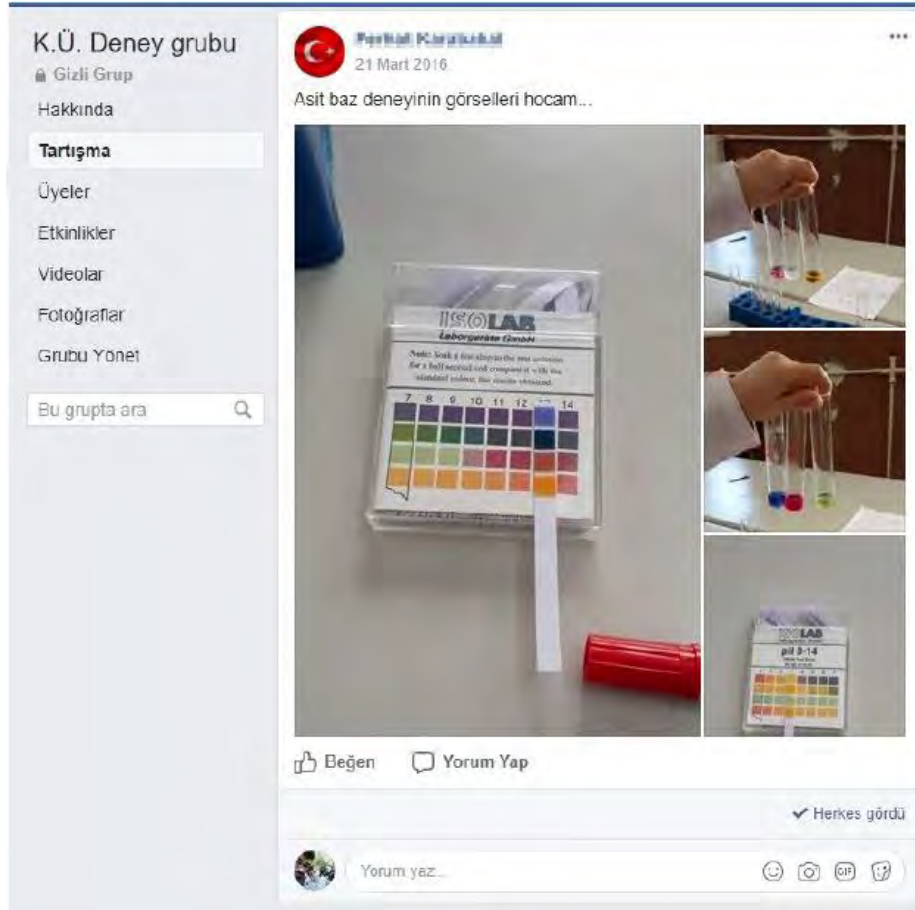 K.Ü. Deney grubu
Gizli Grup
Hakkında
Tartışma
Üyeler
Etkinlikler
Videolar
Fotoğraflar
Grubu Yönet
Bu grupta ara
21 Mart 2016
Asit baz deneyinin görselleri hocam...
ISOLAB
Laborgeräte GmbH
7 8 9 10 11 12 14
ISOLAB
pH 0-14
Beğen
Yorum Yap
Herkes gördü
Yorum yaz...
GIF